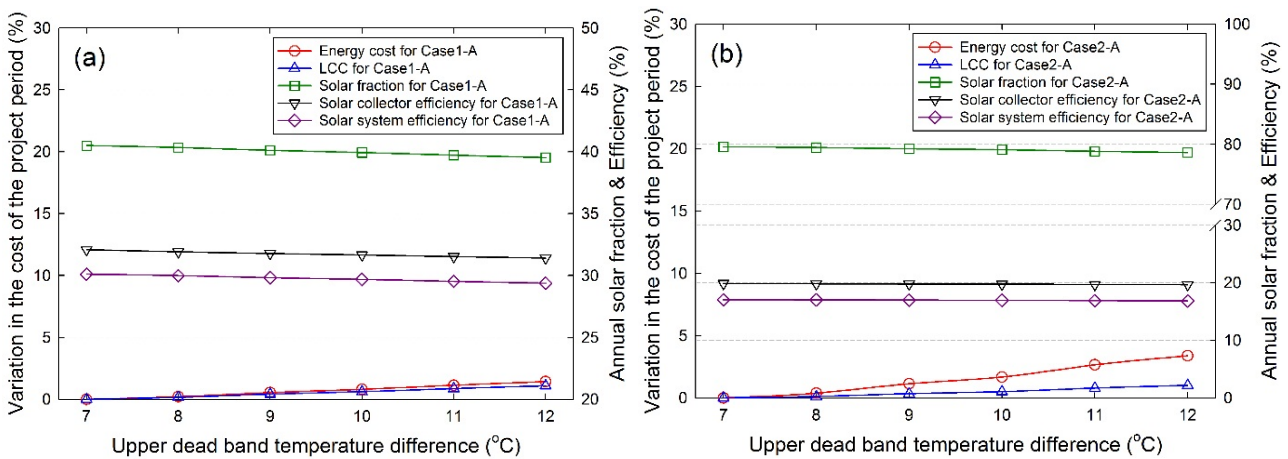 (a)
Variation in the cost of the project period (%)
30
25
20
15
10
5
0
Energy cost for Case1-A
LCC for Case1-A
Solar fraction for Case1-A
Solar collector efficiency for Case1-A
Solar system efficiency for Case1-A
50
45
40
35
30
25
20
Annual solar fraction & Efficiency (%)
7 8 9 10 11 12
Upper dead band temperature difference (°C)
(b)
Variation in the cost of the project period (%)
30
25
20
15
10
5
0
Energy cost for Case2-A
LCC for Case2-A
Solar fraction for Case2-A
Solar collector efficiency for Case2-A
Solar system efficiency for Case2-A
100
90
80
70
30
20
10
0
Annual solar fraction & Efficiency (%)
7 8 9 10 11 12
Upper dead band temperature difference (°C)